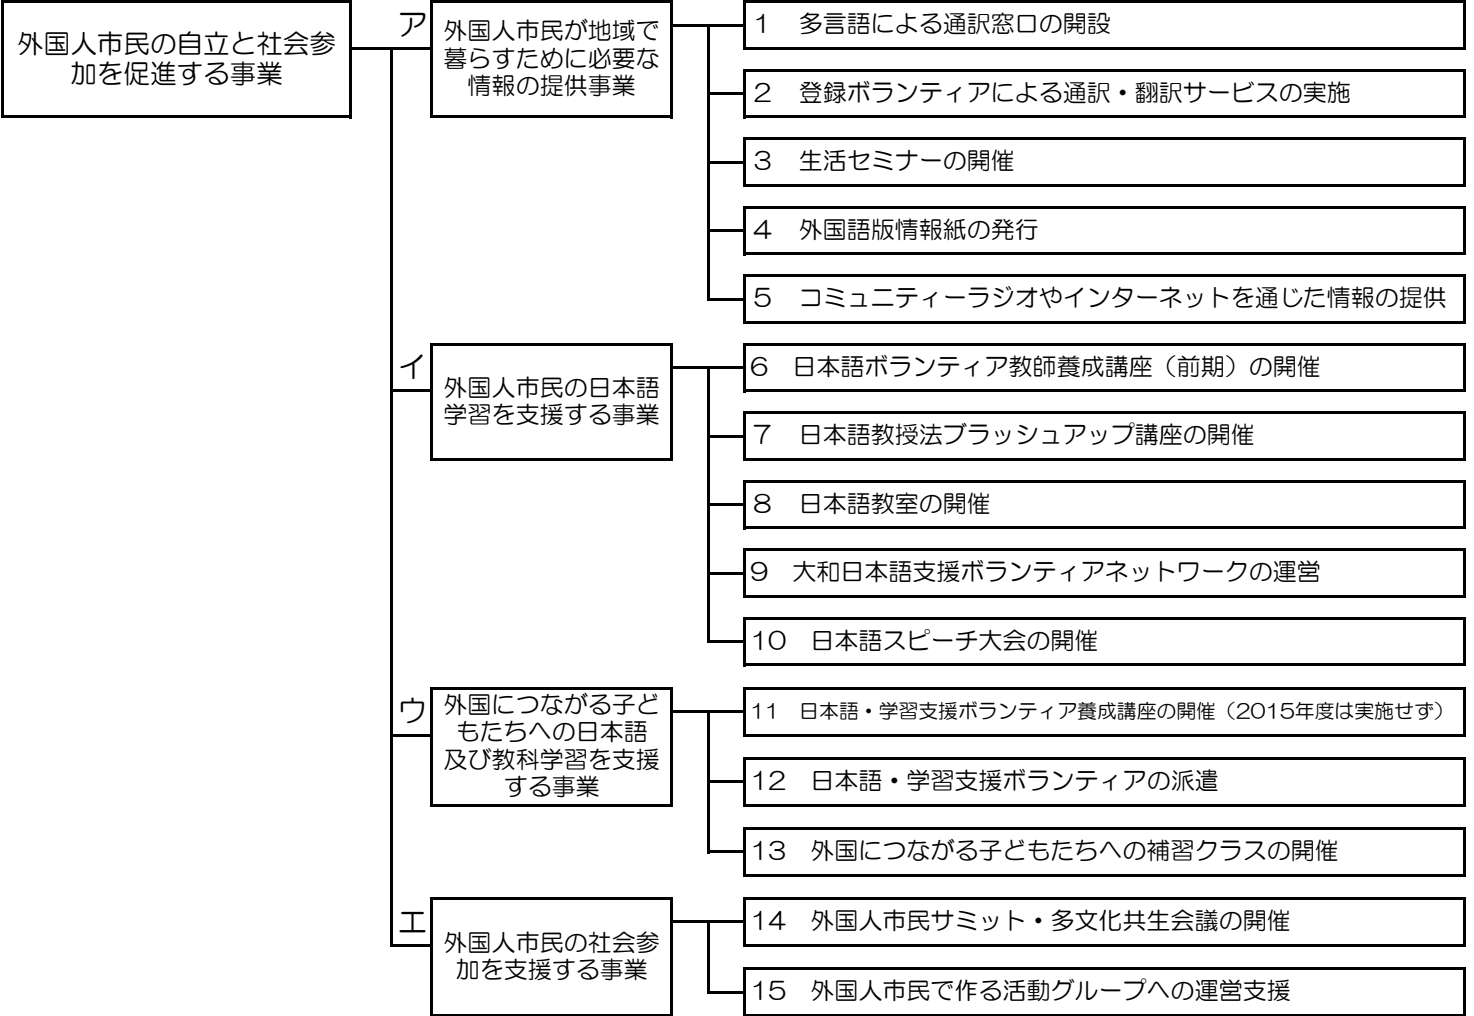 外国人市民の自立と社会参
加を促進する事業
ア
外国人市民が地域で
暮らすために必要な
情報の提供事業
1　多言語による通訳窓口の開設
2　登録ボランティアによる通訳・翻訳サービスの実施
3　生活セミナーの開催
4　外国語版情報紙の発行
5　コミュニティーラジオやインターネットを通じた情報の提供
イ
外国人市民の日本語
学習を支援する事業
6　日本語ボランティア教師養成講座（前期）の開催
7　日本語教授法ブラッシュアップ講座の開催
8　日本語教室の開催
9　大和日本語支援ボランティアネットワークの運営
10　日本語スピーチ大会の開催
ウ
外国につながる子ど
もたちへの日本語
及び教科学習を支援
する事業
11　日本語・学習支援ボランティア養成講座の開催（2015年度は実施せず）
12　日本語・学習支援ボランティアの派遣
13　外国につながる子どもたちへの補習クラスの開催
エ
外国人市民の社会参
加を支援する事業
14　外国人市民サミット・多文化共生会議の開催
15　外国人市民で作る活動グループへの運営支援